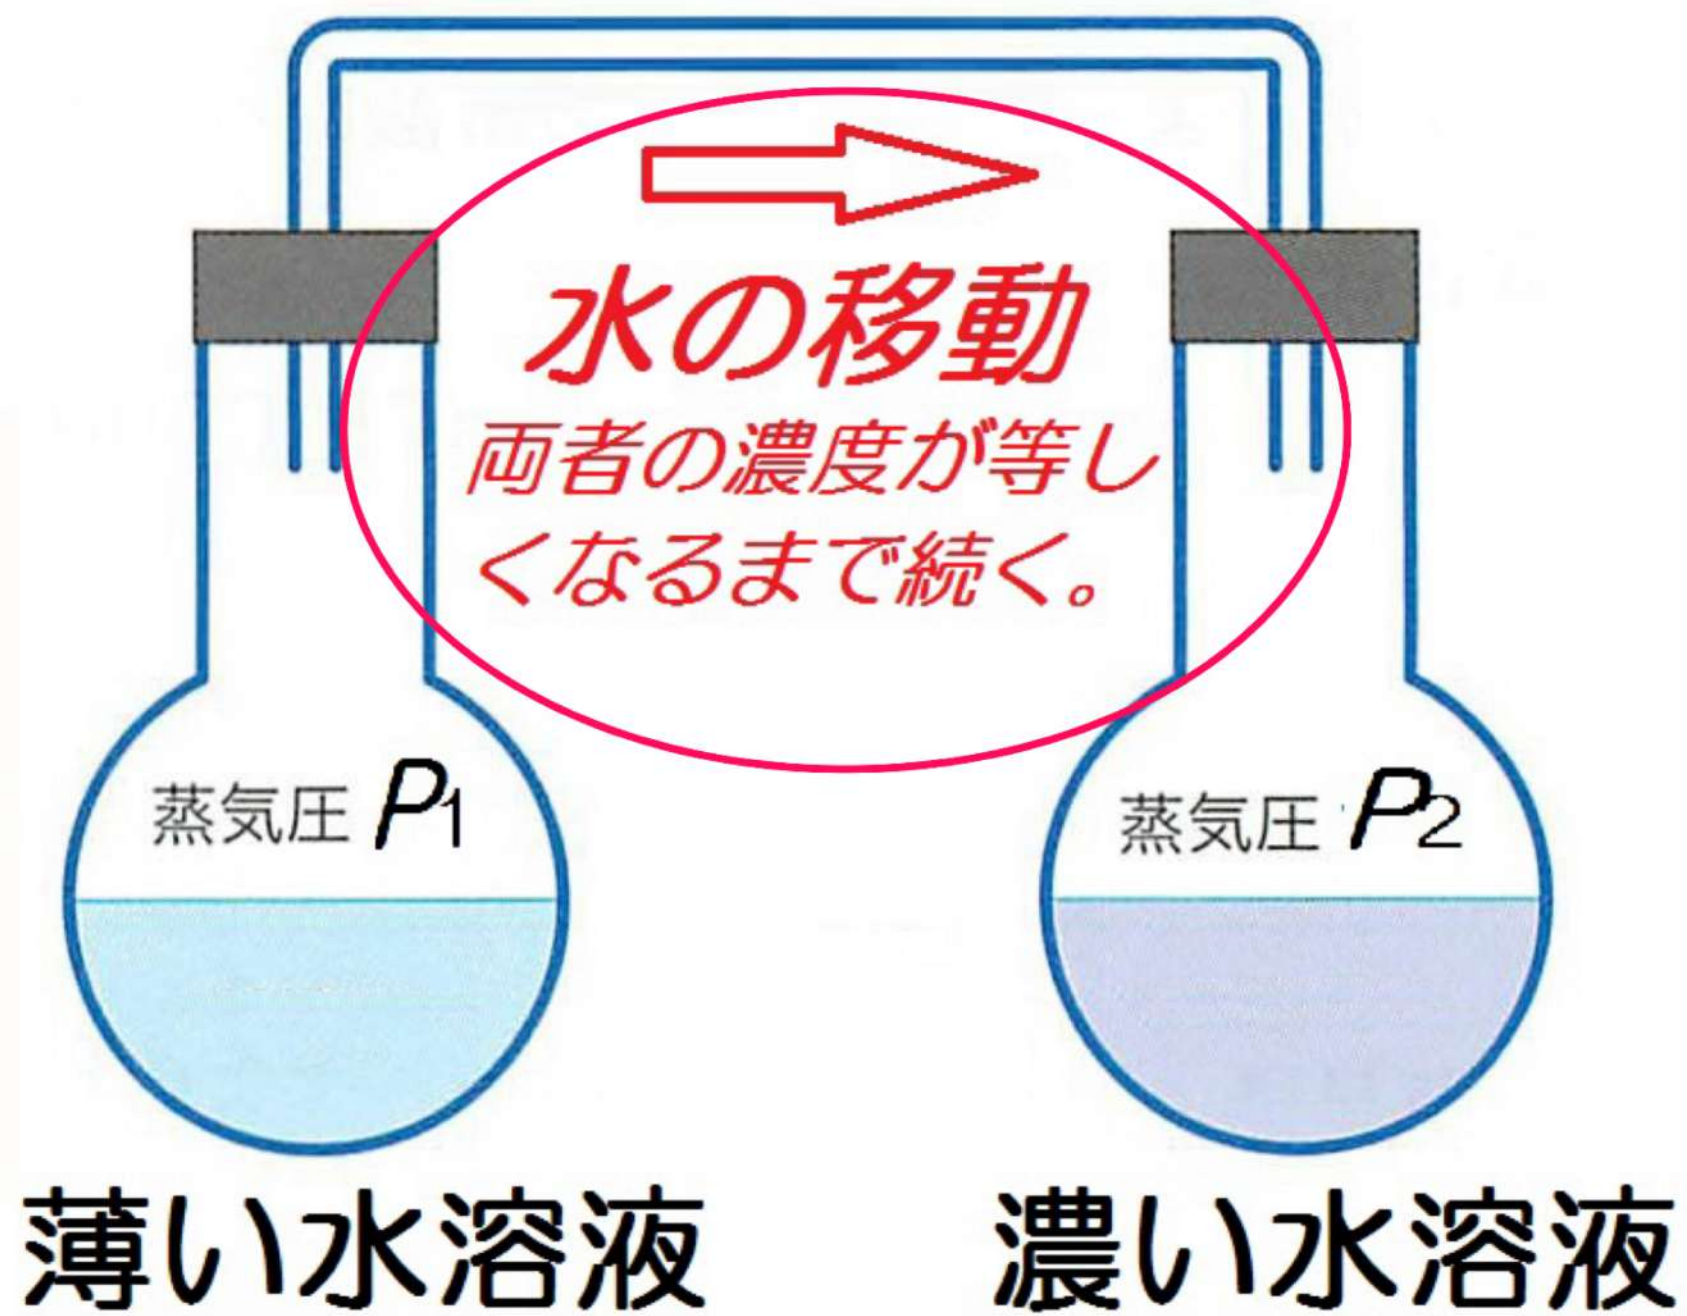 水の移動
両者の濃度が等し
くなるまで続く。
蒸気圧 P1
蒸気圧 P2
薄い水溶液
濃い水溶液